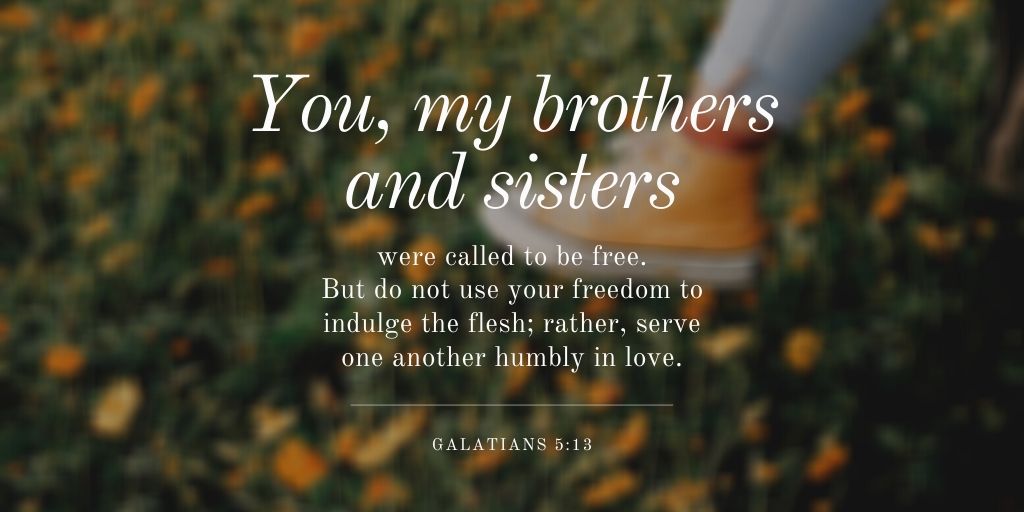 You, my brothers
and sisters
were called to be free.
But do not use your freedom to
indulge the flesh; rather, serve
one another humbly in love.
GALATIANS 5:13